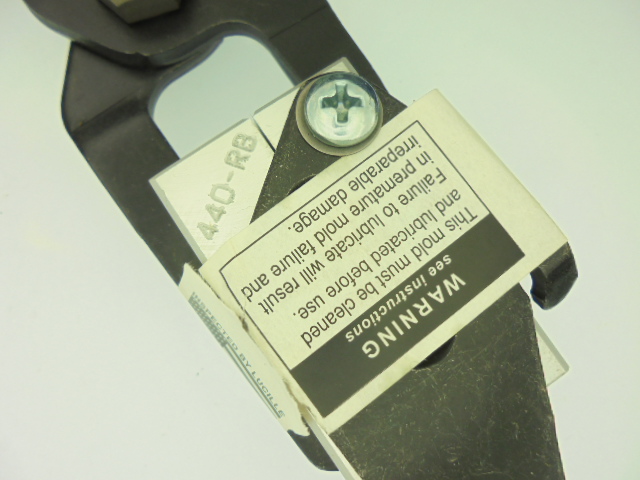 440-RB
WARNING
see instructions
This mold must be cleaned
and lubricated before use.
Failure to lubricate will result
in premature mold failure and
irreparable damage.